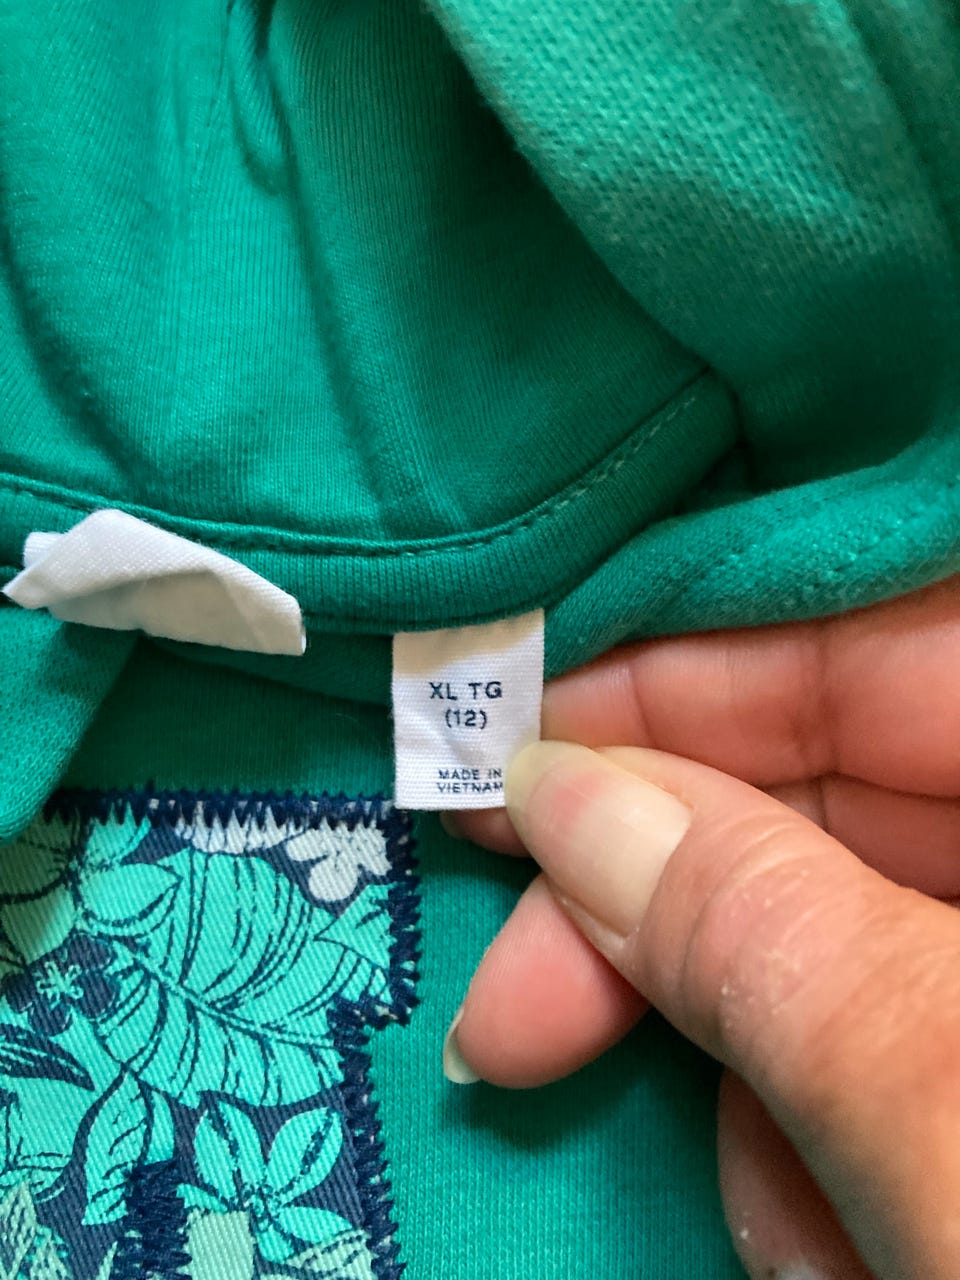 XL TG
(12)
MADE IN
VIETNAM